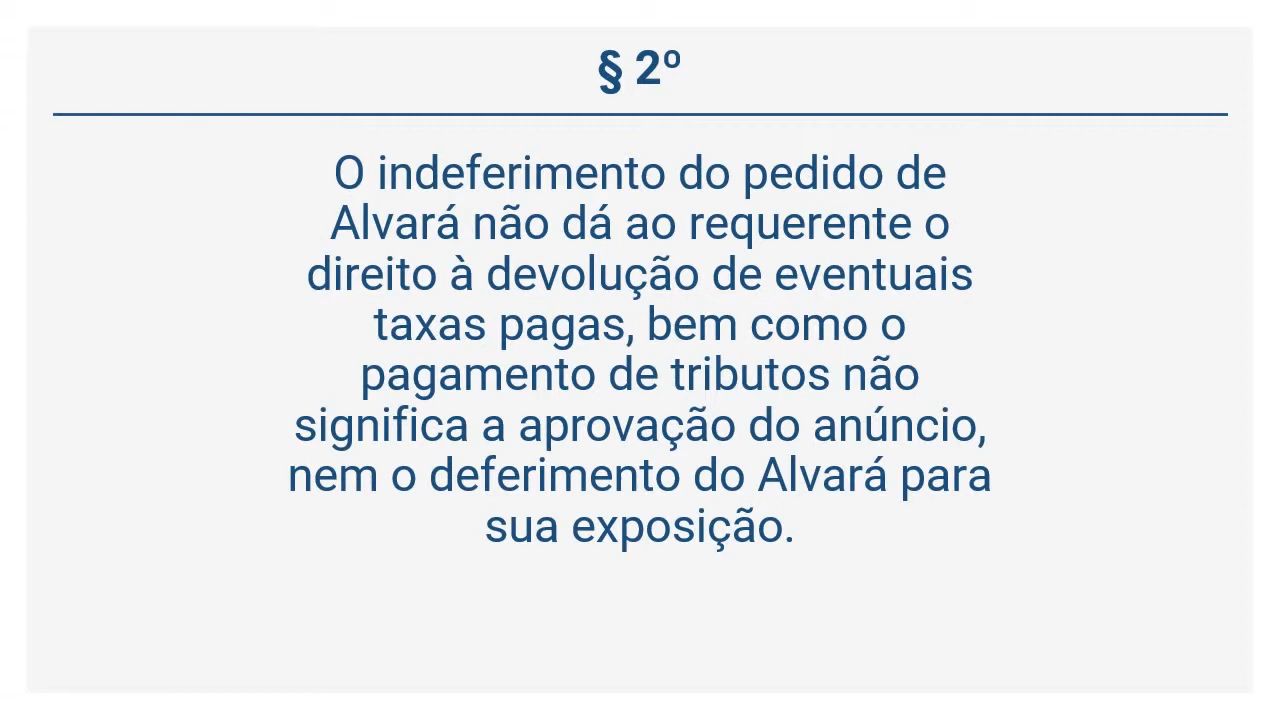 § 2º
O indeferimento do pedido de
Alvará não dá ao requerente o
direito à devolução de eventuais
taxas pagas, bem como o
pagamento de tributos não
significa a aprovação do anúncio,
nem o deferimento do Alvará para
sua exposição.